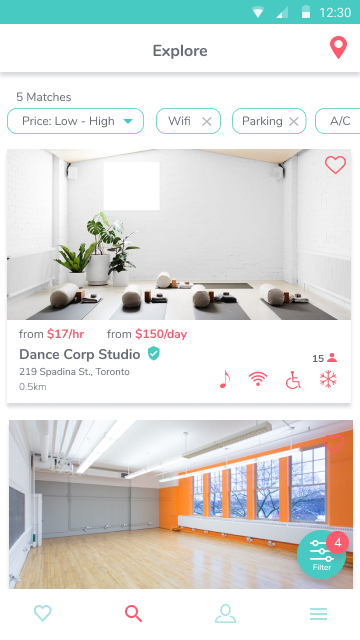 12:30
Explore
5 Matches
Price: Low - High
Wifi
Parking
A/C
from $17/hr from $150/day
Dance Corp Studio
15
219 Spadina St., Toronto
0.5km
4
Filter